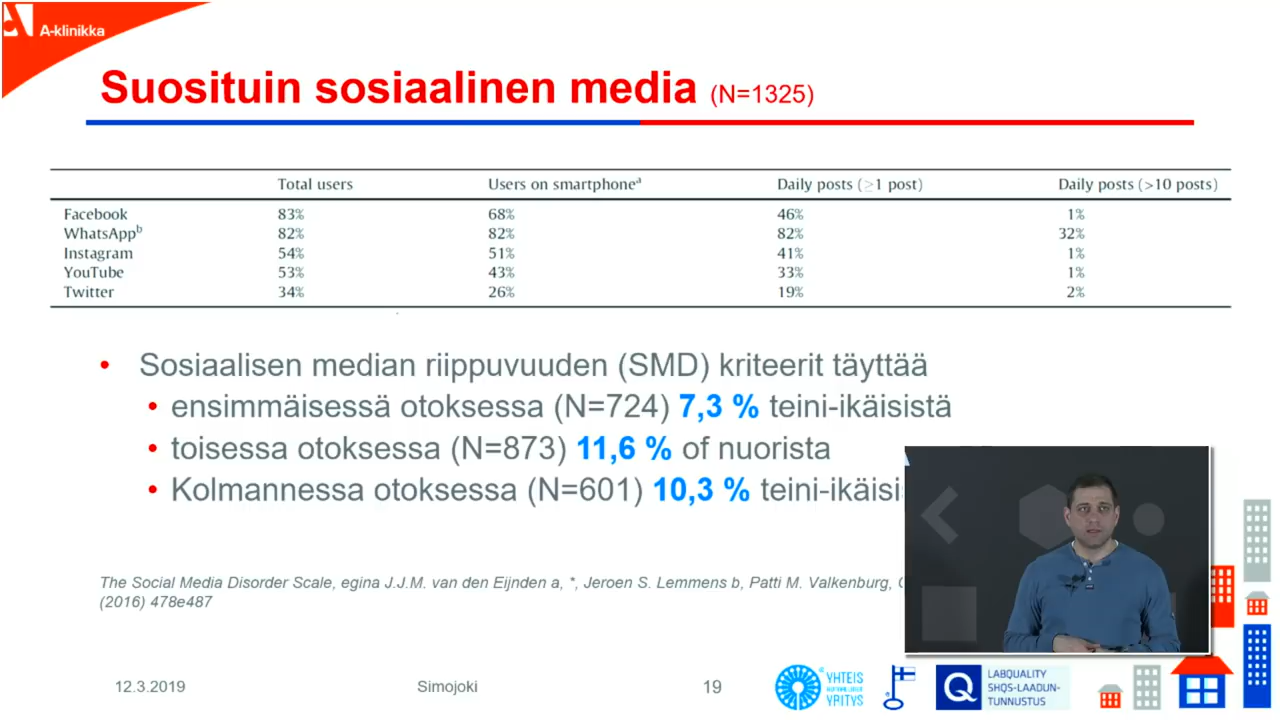 A-klinikka
Suosituin sosiaalinen media (N=1325)
Total users Users on smartphoneᵃ Daily posts (≥1 post) Daily posts (>10 posts)
Facebook 83% 68% 46% 1%
WhatsAppᵇ 82% 82% 82% 32%
Instagram 54% 51% 41% 1%
YouTube 53% 43% 33% 1%
Twitter 34% 26% 19% 2%
• Sosiaalisen median riippuvuuden (SMD) kriteerit täyttää
• ensimmäisessä otoksessa (N=724) 7,3 % teini-ikäisistä
• toisessa otoksessa (N=873) 11,6 % of nuorista
• Kolmannessa otoksessa (N=601) 10,3 % teini-ikäisi
The Social Media Disorder Scale, egina J.J.M. van den Eijnden a, *, Jeroen S. Lemmens b, Patti M. Valkenburg,
(2016) 478e487
12.3.2019 Simojoki 19
YHTEIS
YRITYS
Q LABQUALITY
SHQS-LAADUN-
TUNNUSTUS